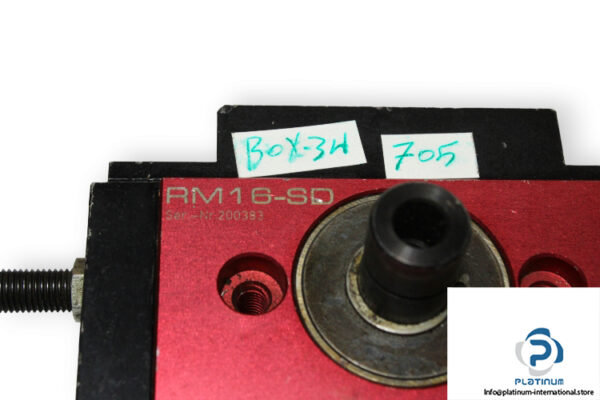 BOX-3H
705
RM16-SD
Ser.-Nr. 200383
PLATINUM
Info@platinum-international.store